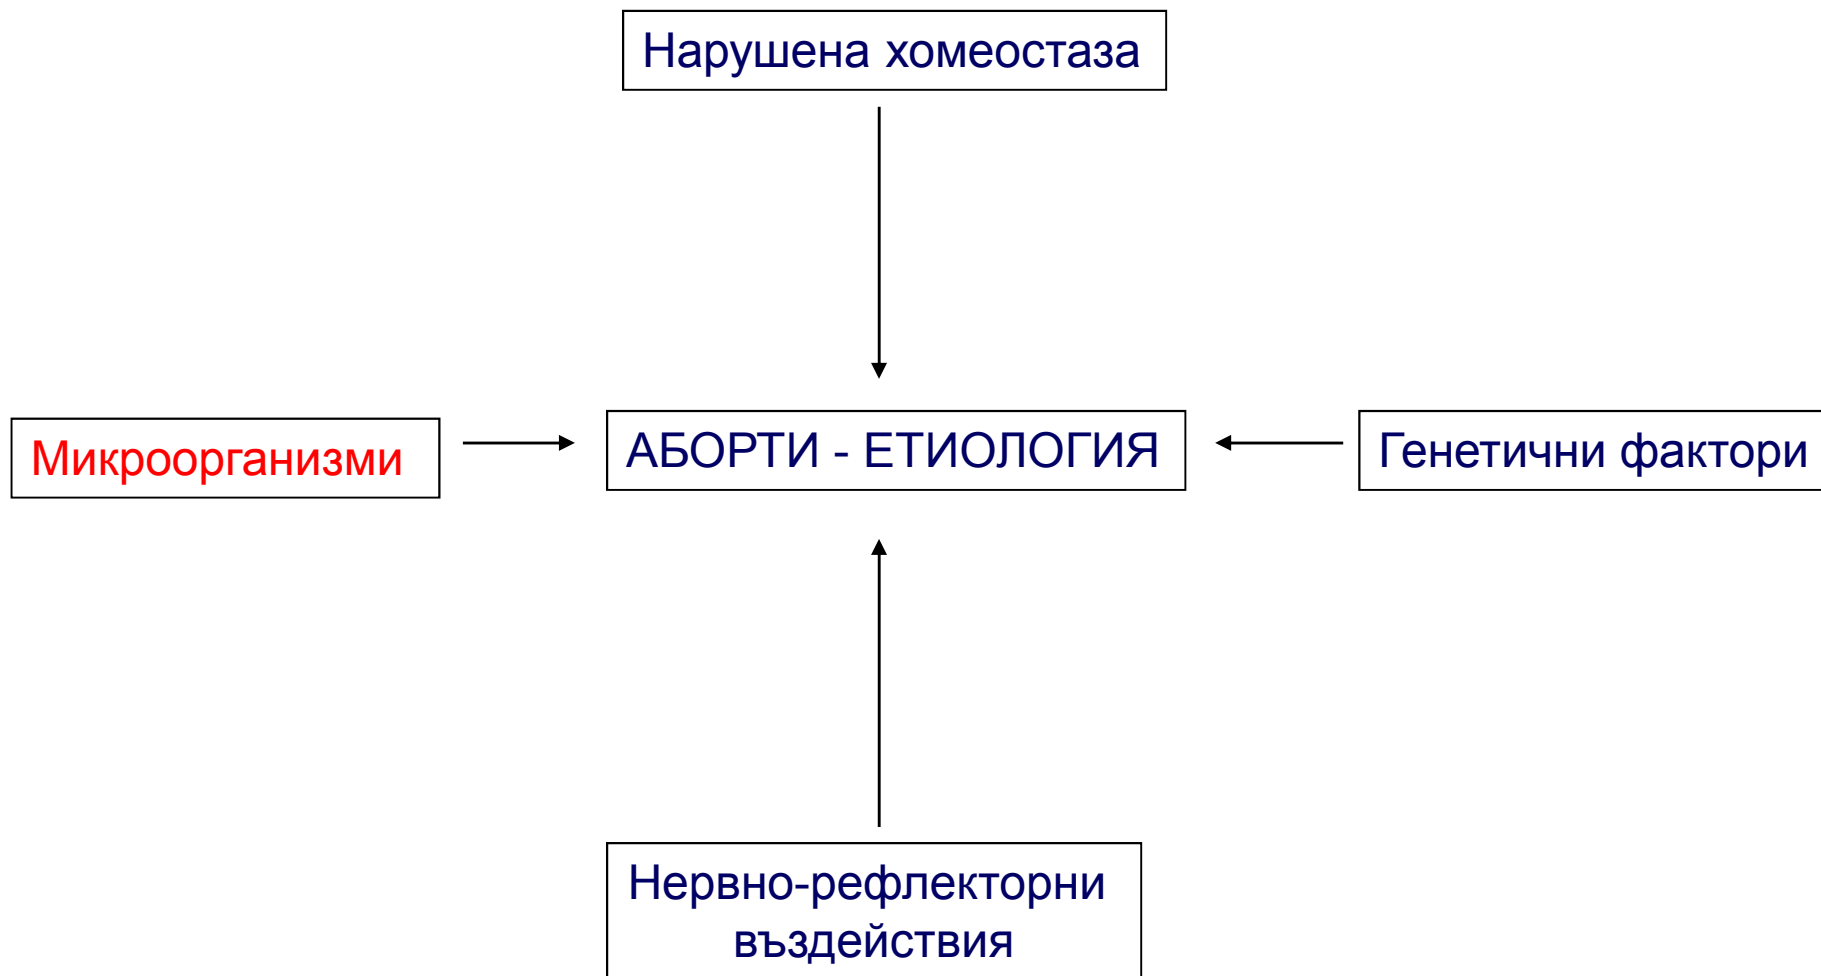 Нарушена хомеостаза
Микроорганизми
АБОРТИ - ЕТИОЛОГИЯ
Генетични фактори
Нервно-рефлекторни
въздействия